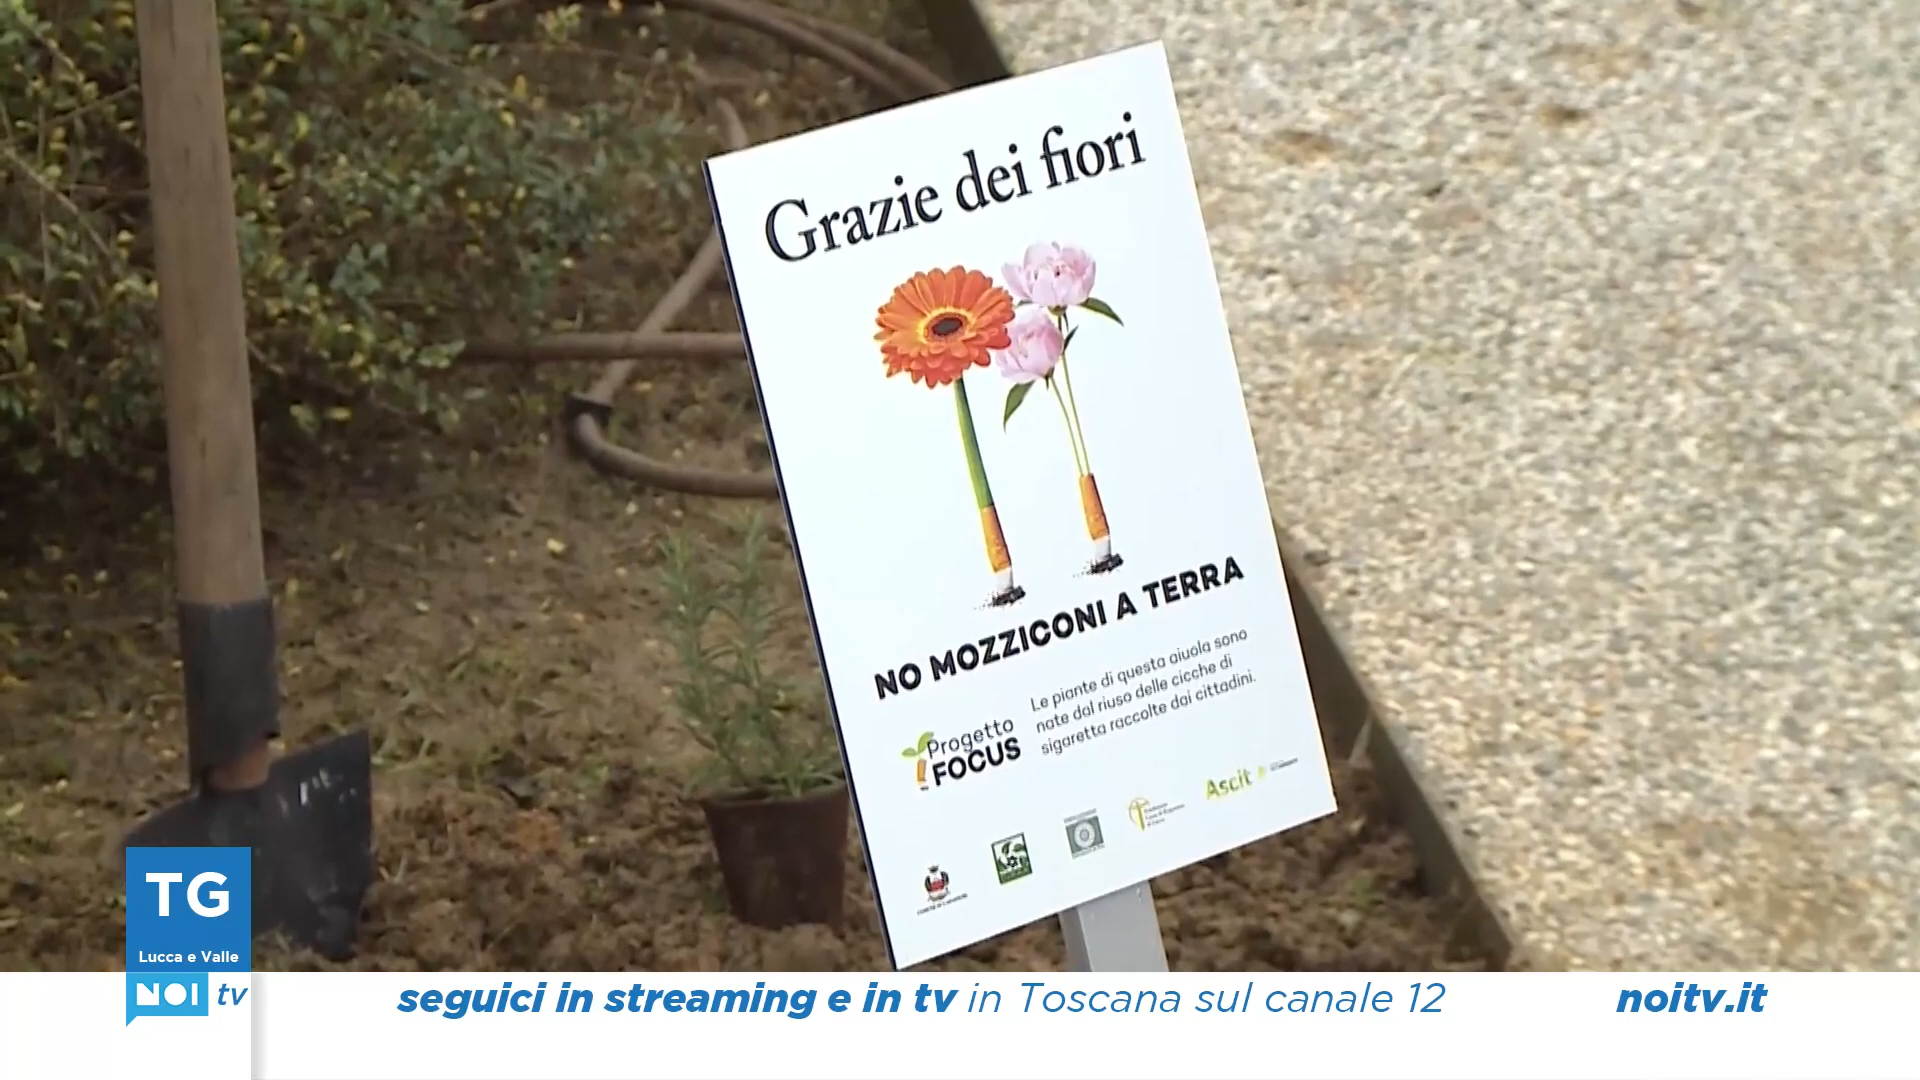 Grazie dei fiori
NO MOZZICONI A TERRA
Progetto
FOCUS
Le piante di questa aiuola sono
nate dal riuso delle cicche di
sigaretta raccolte dai cittadini.
Ascit
TG
Lucca e Valle
NOI tv
seguici in streaming e in tv in Toscana sul canale 12
noitv.it